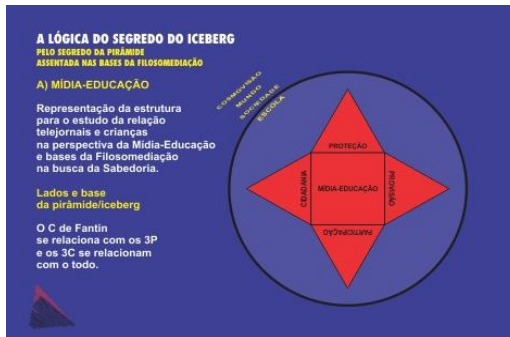 A LÓGICA DO SEGREDO DO ICEBERG
PELO SEGREDO DA PIRÂMIDE
ASSENTADA NAS BASES DA FILOSOMEDIAÇÃO
A) MÍDIA-EDUCAÇÃO
Representação da estrutura
para o estudo da relação
telejornais e crianças
na perspectiva da Mídia-Educação
e bases da Filosomediação
na busca da Sabedoria.
Lados e base
da pirâmide/iceberg
O C de Fantin
se relaciona com os 3P
e os 3C se relacionam
com o todo.
COSMOVISÃO
MUNDO
SOCIEDADE
ESCOLA
PROTEÇÃO
CIDADANIA
MÍDIA-EDUCAÇÃO
PROVISÃO
PARTICIPAÇÃO